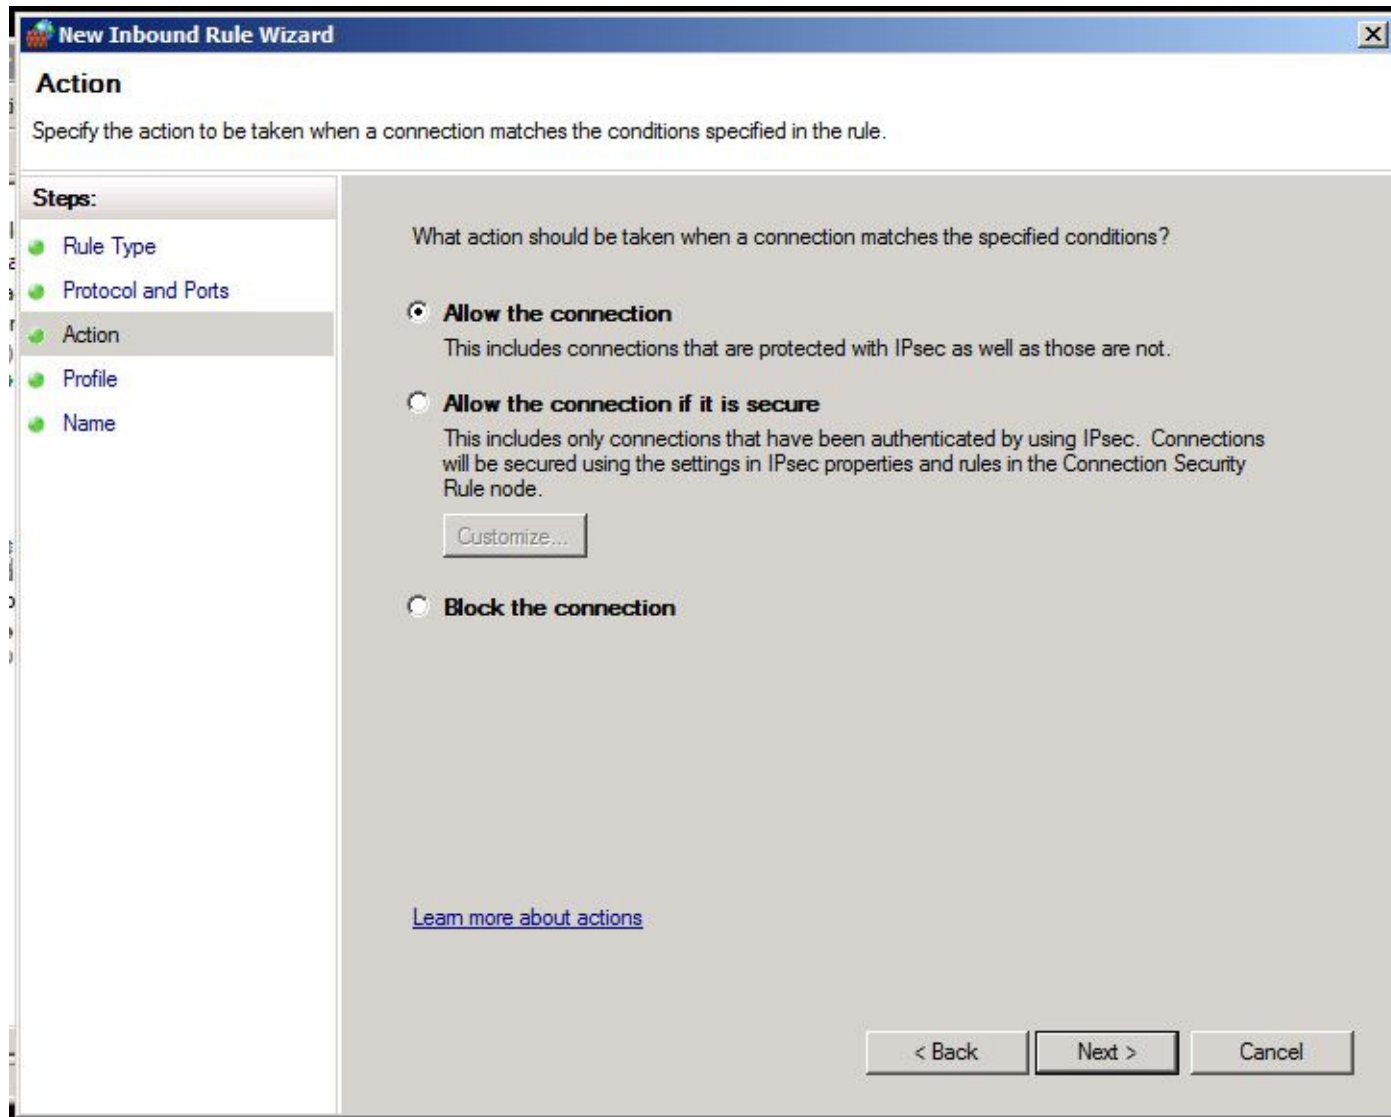 New Inbound Rule Wizard
Action
Specify the action to be taken when a connection matches the conditions specified in the rule.
Steps:
Rule Type
Protocol and Ports
Action
Profile
Name
What action should be taken when a connection matches the specified conditions?
Allow the connection
This includes connections that are protected with IPsec as well as those are not.
Allow the connection if it is secure
This includes only connections that have been authenticated by using IPsec. Connections
will be secured using the settings in IPsec properties and rules in the Connection Security
Rule node.
Customize...
Block the connection
Learn more about actions
< Back
Next >
Cancel